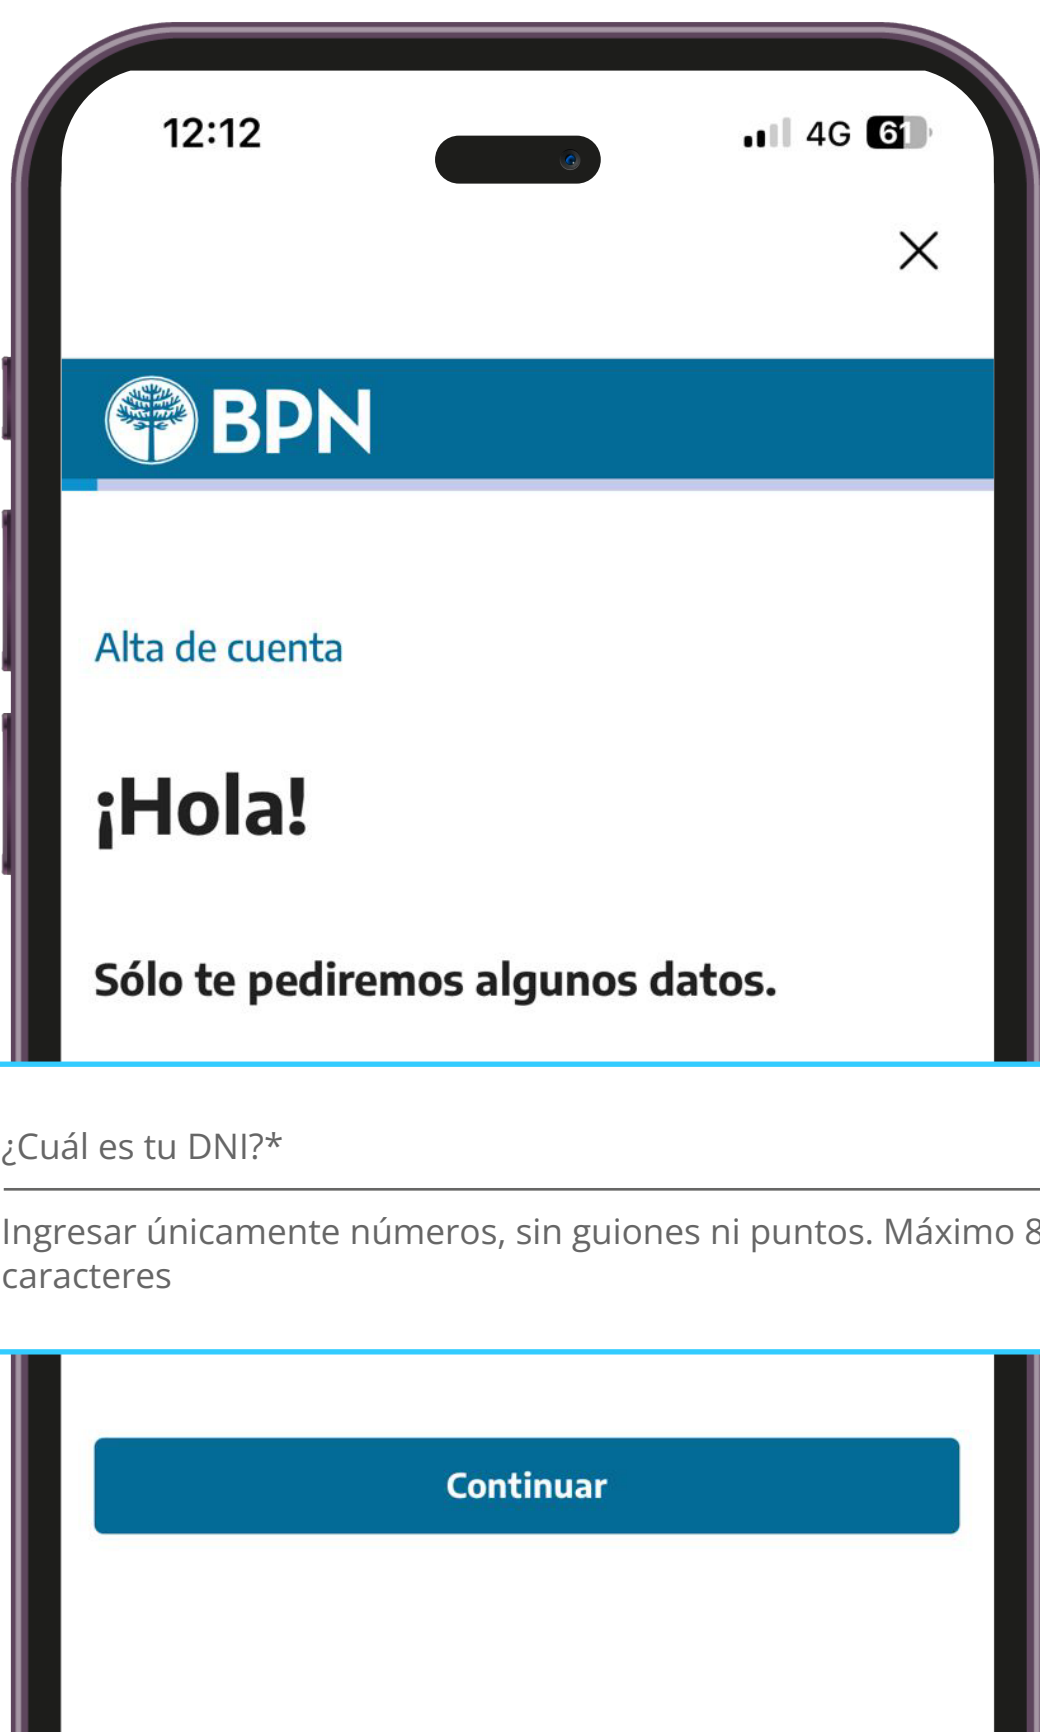 12:12
4G 61
BPN
Alta de cuenta
¡Hola!
Sólo te pediremos algunos datos.
¿Cuál es tu DNI?*
Ingresar únicamente números, sin guiones ni puntos. Máximo 8
caracteres
Continuar